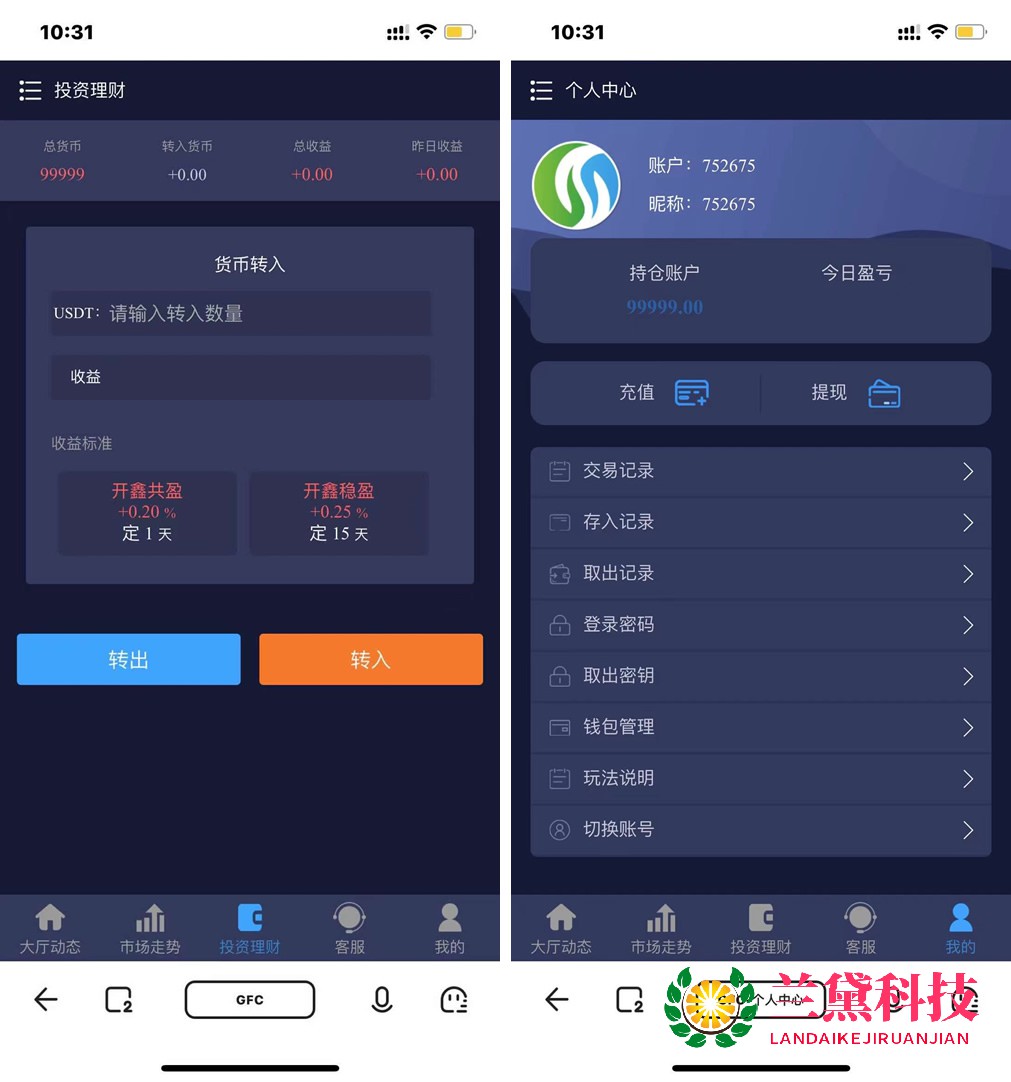 10:31
投资理财
总货币 转入货币 总收益 昨日收益
99999 +0.00 +0.00 +0.00
货币转入
USDT: 请输入转入数量
收益
收益标准
开鑫共盈 开鑫稳盈
+0.20 % +0.25 %
定 1 天 定 15 天
转出 转入
大厅动态 市场走势 投资理财 客服 我的
2 GFC
10:31
个人中心
账户: 752675
昵称: 752675
持仓账户 今日盈亏
99999.00
充值 提现
交易记录
存入记录
取出记录
登录密码
取出密钥
钱包管理
玩法说明
切换账号
大厅动态 市场走势 投资理财 客服 我的
2 个人中心
兰黛科技
LANDAIKEJIRUANJIAN